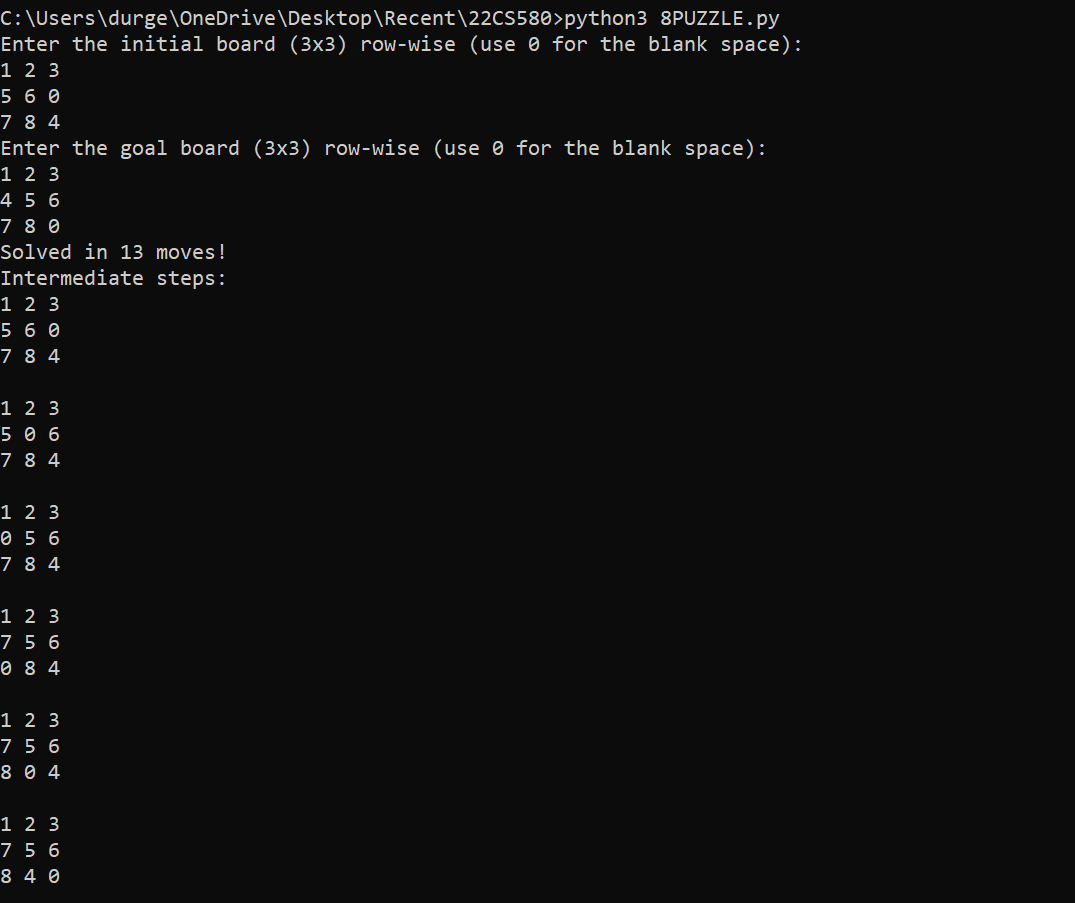 C:\Users\durge\OneDrive\Desktop\Recent\22CS580>python3 8PUZZLE.py
Enter the initial board (3x3) row-wise (use 0 for the blank space):
1 2 3
5 6 0
7 8 4
Enter the goal board (3x3) row-wise (use 0 for the blank space):
1 2 3
4 5 6
7 8 0
Solved in 13 moves!
Intermediate steps:
1 2 3
5 6 0
7 8 4

1 2 3
5 0 6
7 8 4

1 2 3
0 5 6
7 8 4

1 2 3
7 5 6
0 8 4

1 2 3
7 5 6
8 0 4

1 2 3
7 5 6
8 4 0